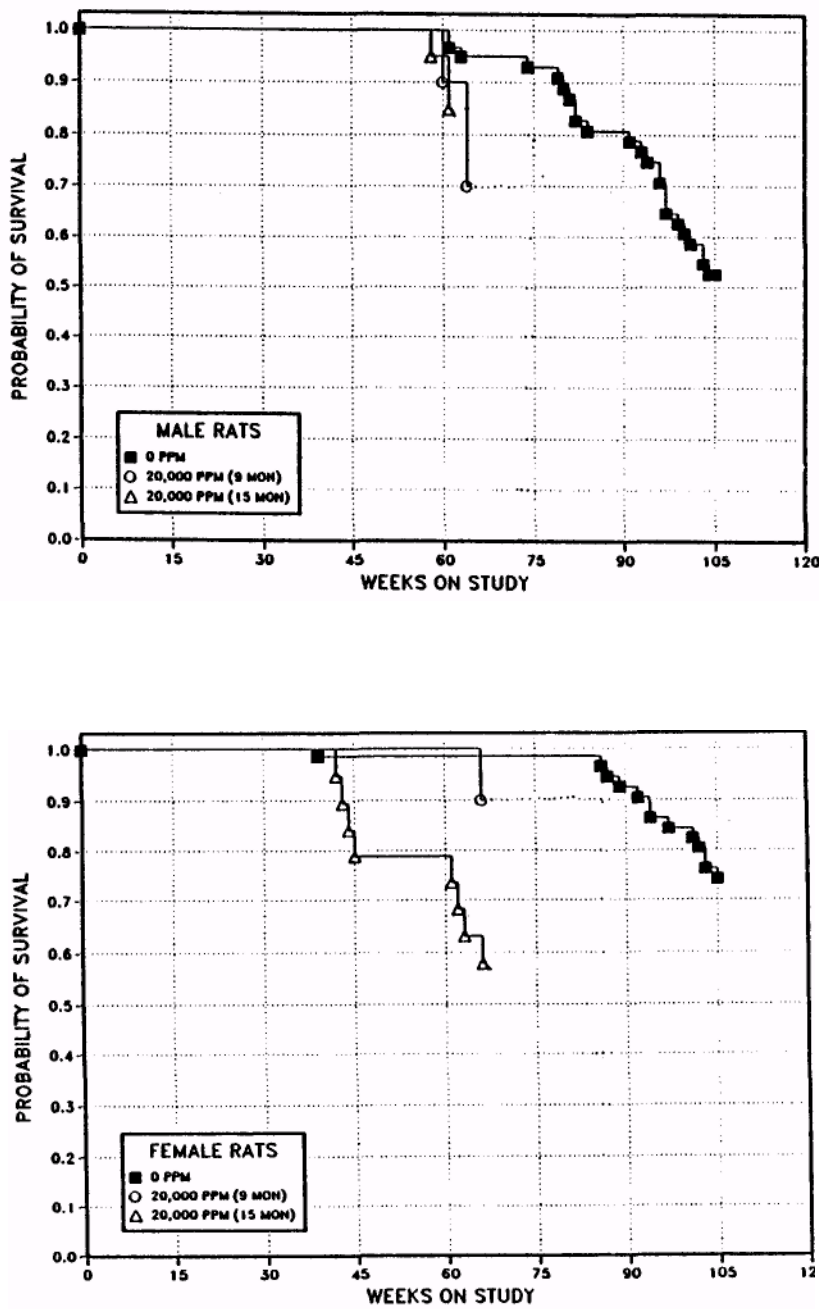 PROBABILITY OF SURVIVAL
1.0
0.9
0.8
0.7
0.6
0.5
0.4
0.3
0.2
0.1
0.0
MALE RATS
0 PPM
20,000 PPM (9 MON)
20,000 PPM (15 MON)
0 15 30 45 60 75 90 105 120
WEEKS ON STUDY
PROBABILITY OF SURVIVAL
1.0
0.9
0.8
0.7
0.6
0.5
0.4
0.3
0.2
0.1
0.0
FEMALE RATS
0 PPM
20,000 PPM (9 MON)
20,000 PPM (15 MON)
0 15 30 45 60 75 90 105 12
WEEKS ON STUDY